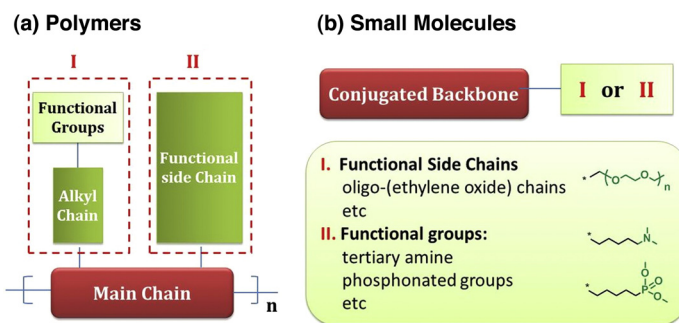 (a) Polymers
I
II
Functional
Groups
Alkyl
Chain
Functional
side Chain
Main Chain
n
(b) Small Molecules
Conjugated Backbone
I or II
I. Functional Side Chains
oligo-(ethylene oxide) chains
etc
II. Functional groups:
tertiary amine
phosphonated groups
etc
* O O n
* N
* O P O O